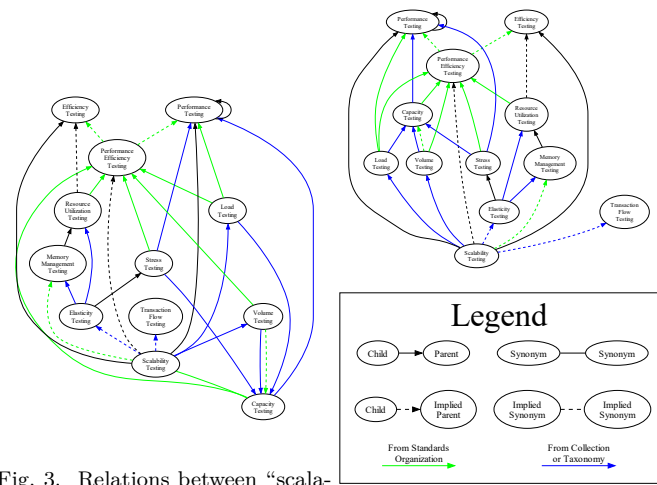 Efficiency
Testing
Performance
Testing
Performance
Efficiency
Testing
Resource
Utilization
Testing
Load
Testing
Memory
Management
Testing
Stress
Testing
Elasticity
Testing
Transaction
Flow
Testing
Volume
Testing
Scalability
Testing
Capacity
Testing
Fig. 3. Relations between “scala-
Performance
Testing
Efficiency
Testing
Performance
Efficiency
Testing
Capacity
Testing
Resource
Utilization
Testing
Load
Testing
Volume
Testing
Stress
Testing
Memory
Management
Testing
Elasticity
Testing
Transaction
Flow
Testing
Scalability
Testing
Legend
Child
Parent
Synonym
Synonym
Child
Implied
Parent
Implied
Synonym
Implied
Synonym
From Standards
Organization
From Collection
or Taxonomy